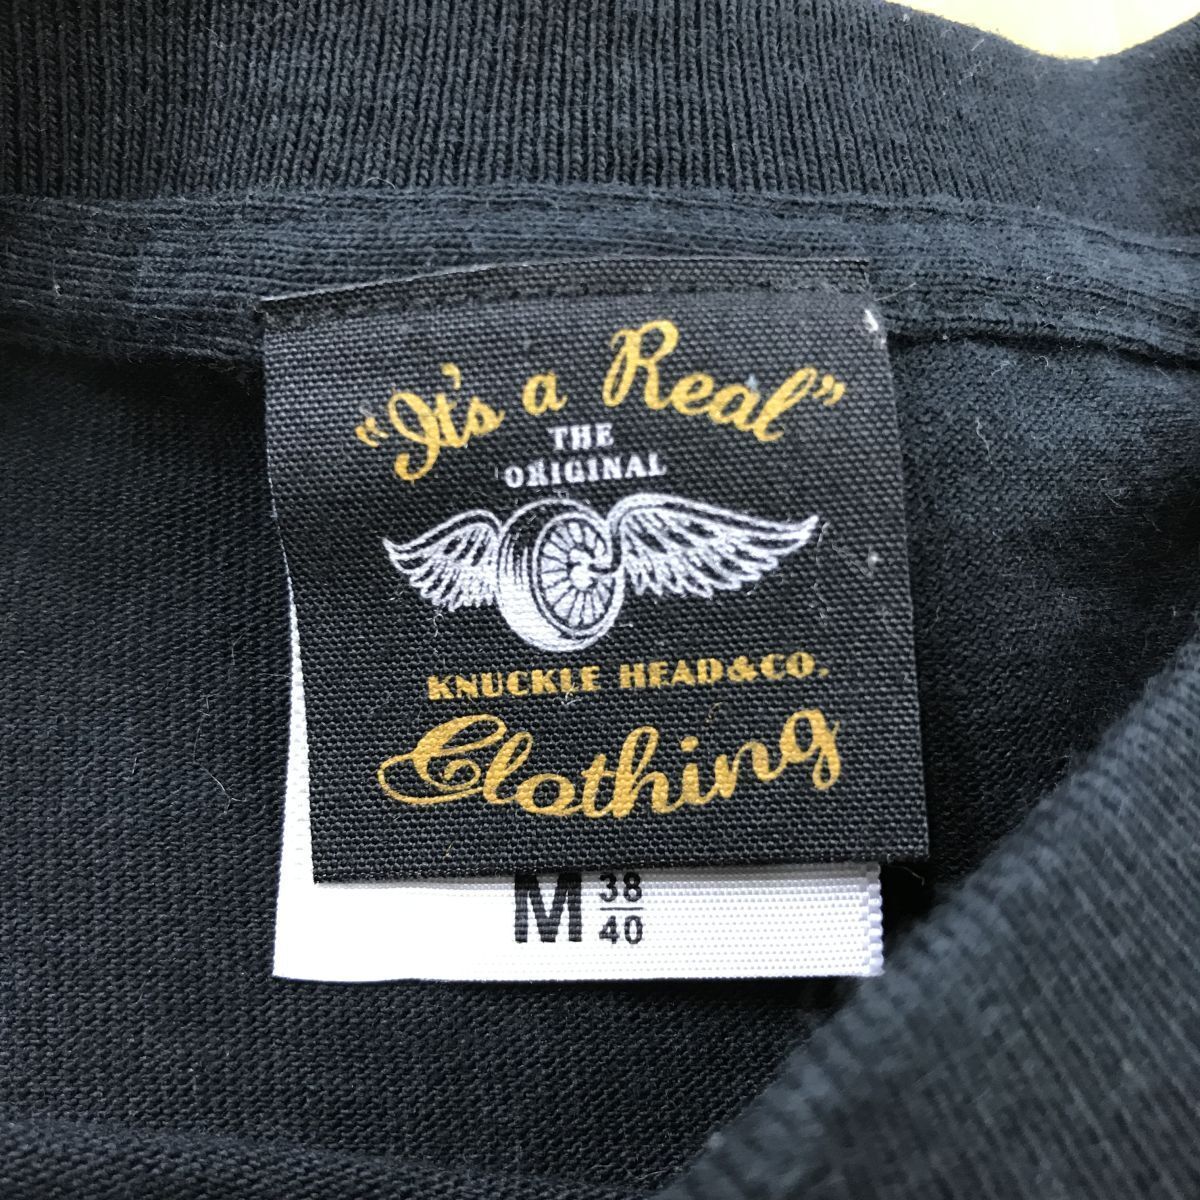 "It's a Real"
THE
ORIGINAL
KNUCKLE HEAD&CO.
Clothing
M 38
40